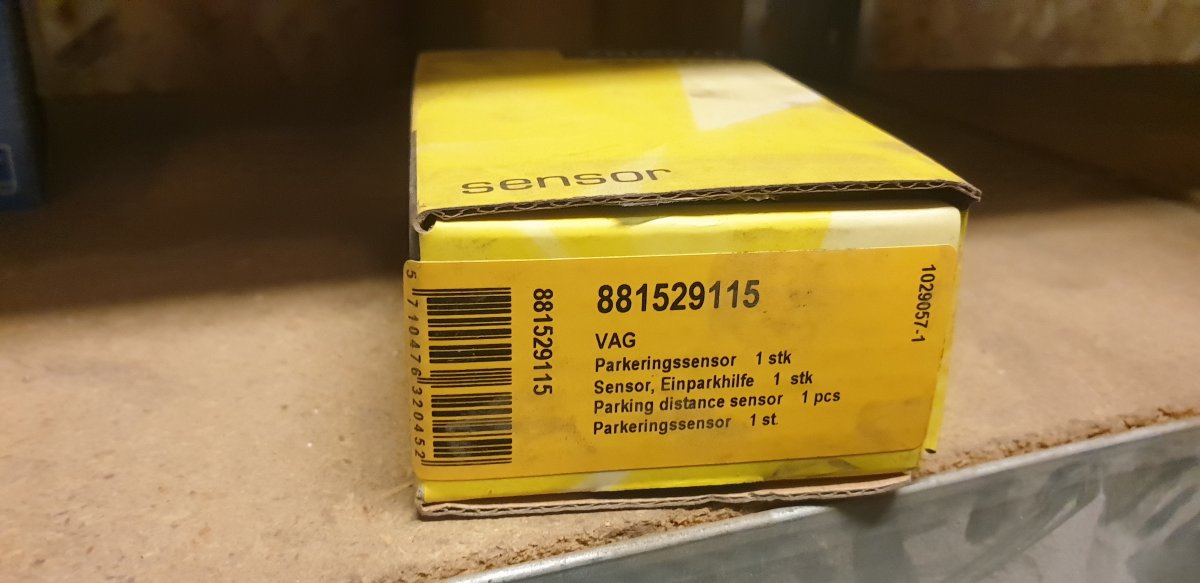 sensor
881529115
VAG
Parkeringssensor 1 stk
Sensor, Einparkhilfe 1 stk
Parking distance sensor 1 pcs
Parkeringssensor 1 st.
881529115
5 710476 320452
1029057-1